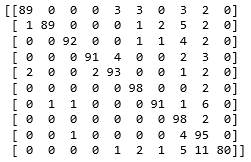 [[89 0 0 0 3 3 0 3 2 0]
[ 1 89 0 0 0 1 2 5 2 0]
[ 0 0 92 0 0 1 1 4 2 0]
[ 0 0 0 91 4 0 0 2 3 0]
[ 2 0 0 2 93 0 0 1 2 0]
[ 0 0 0 0 0 98 0 0 2 0]
[ 0 1 1 0 0 0 91 1 6 0]
[ 0 0 0 0 0 0 0 98 2 0]
[ 0 0 1 0 0 0 0 4 95 0]
[ 0 0 0 0 1 2 1 5 11 80]]